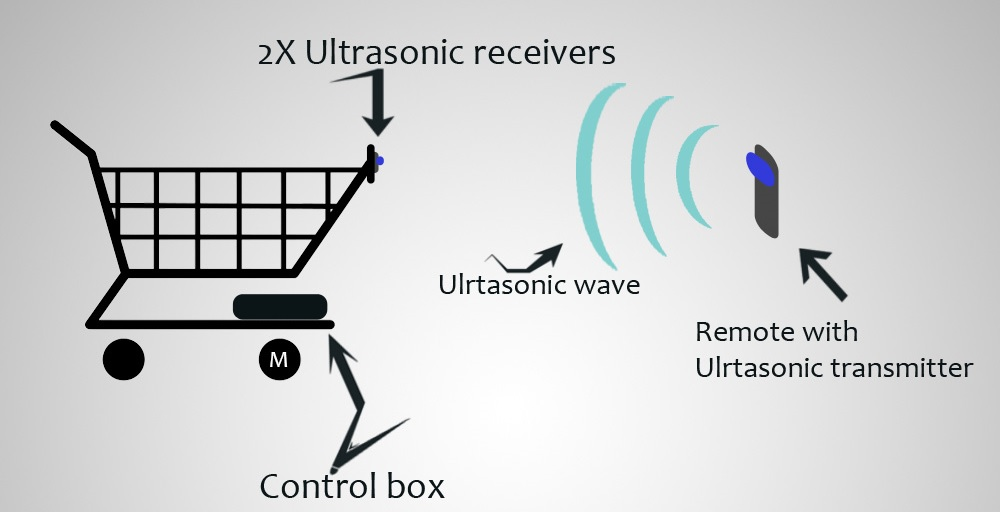 2X Ultrasonic receivers
Ulrtasonic wave
Remote with
Ulrtasonic transmitter
M
Control box